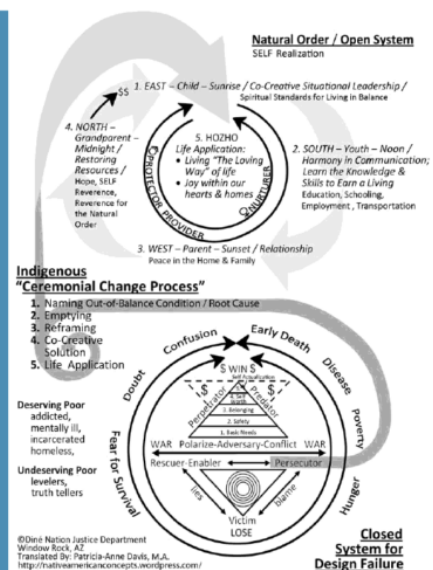 Natural Order / Open System
SELF Realization
$$
1. EAST – Child – Sunrise / Co-Creative Situational Leadership /
Spiritual Standards for Living in Balance
4. NORTH –
Grandparent –
Midnight /
Restoring
Resources /
Hope, SELF
Reverence,
Reverence for
the Natural
Order
5. HOZHO
Life Application:
• Living "The Loving
Way" of life
• Joy within our
hearts & homes
PROTECTOR PROVIDER
NURTURER
2. SOUTH – Youth – Noon /
Harmony in Communication;
Learn the Knowledge &
Skills to Earn a Living
Education, Schooling,
Employment , Transportation
3. WEST – Parent – Sunset / Relationship
Peace in the Home & Family
Indigenous
"Ceremonial Change Process"
1. Naming Out-of-Balance Condition / Root Cause
2. Emptying
3. Reframing
4. Co-Creative
Solution
5. Life Application
Deserving Poor
addicted,
mentally ill,
incarcerated
homeless,
Undeserving Poor
levelers,
truth tellers
Fear for Survival
Doubt
Confusion
Early Death
Disease
Poverty
Hunger
$ WIN $
Self Actualization
$ $
Perpetrator
Predator
4. Self
Worth
3. Belonging
2. Safety
1. Basic Needs
WAR Polarize-Adversary-Conflict WAR
Rescuer-Enabler
Persecutor
lies
blame
Victim
LOSE
Closed
System for
Design Failure
©Diné Nation Justice Department
Window Rock, AZ
Translated By: Patricia-Anne Davis, M.A.
http://nativeamericanconcepts.wordpress.com/